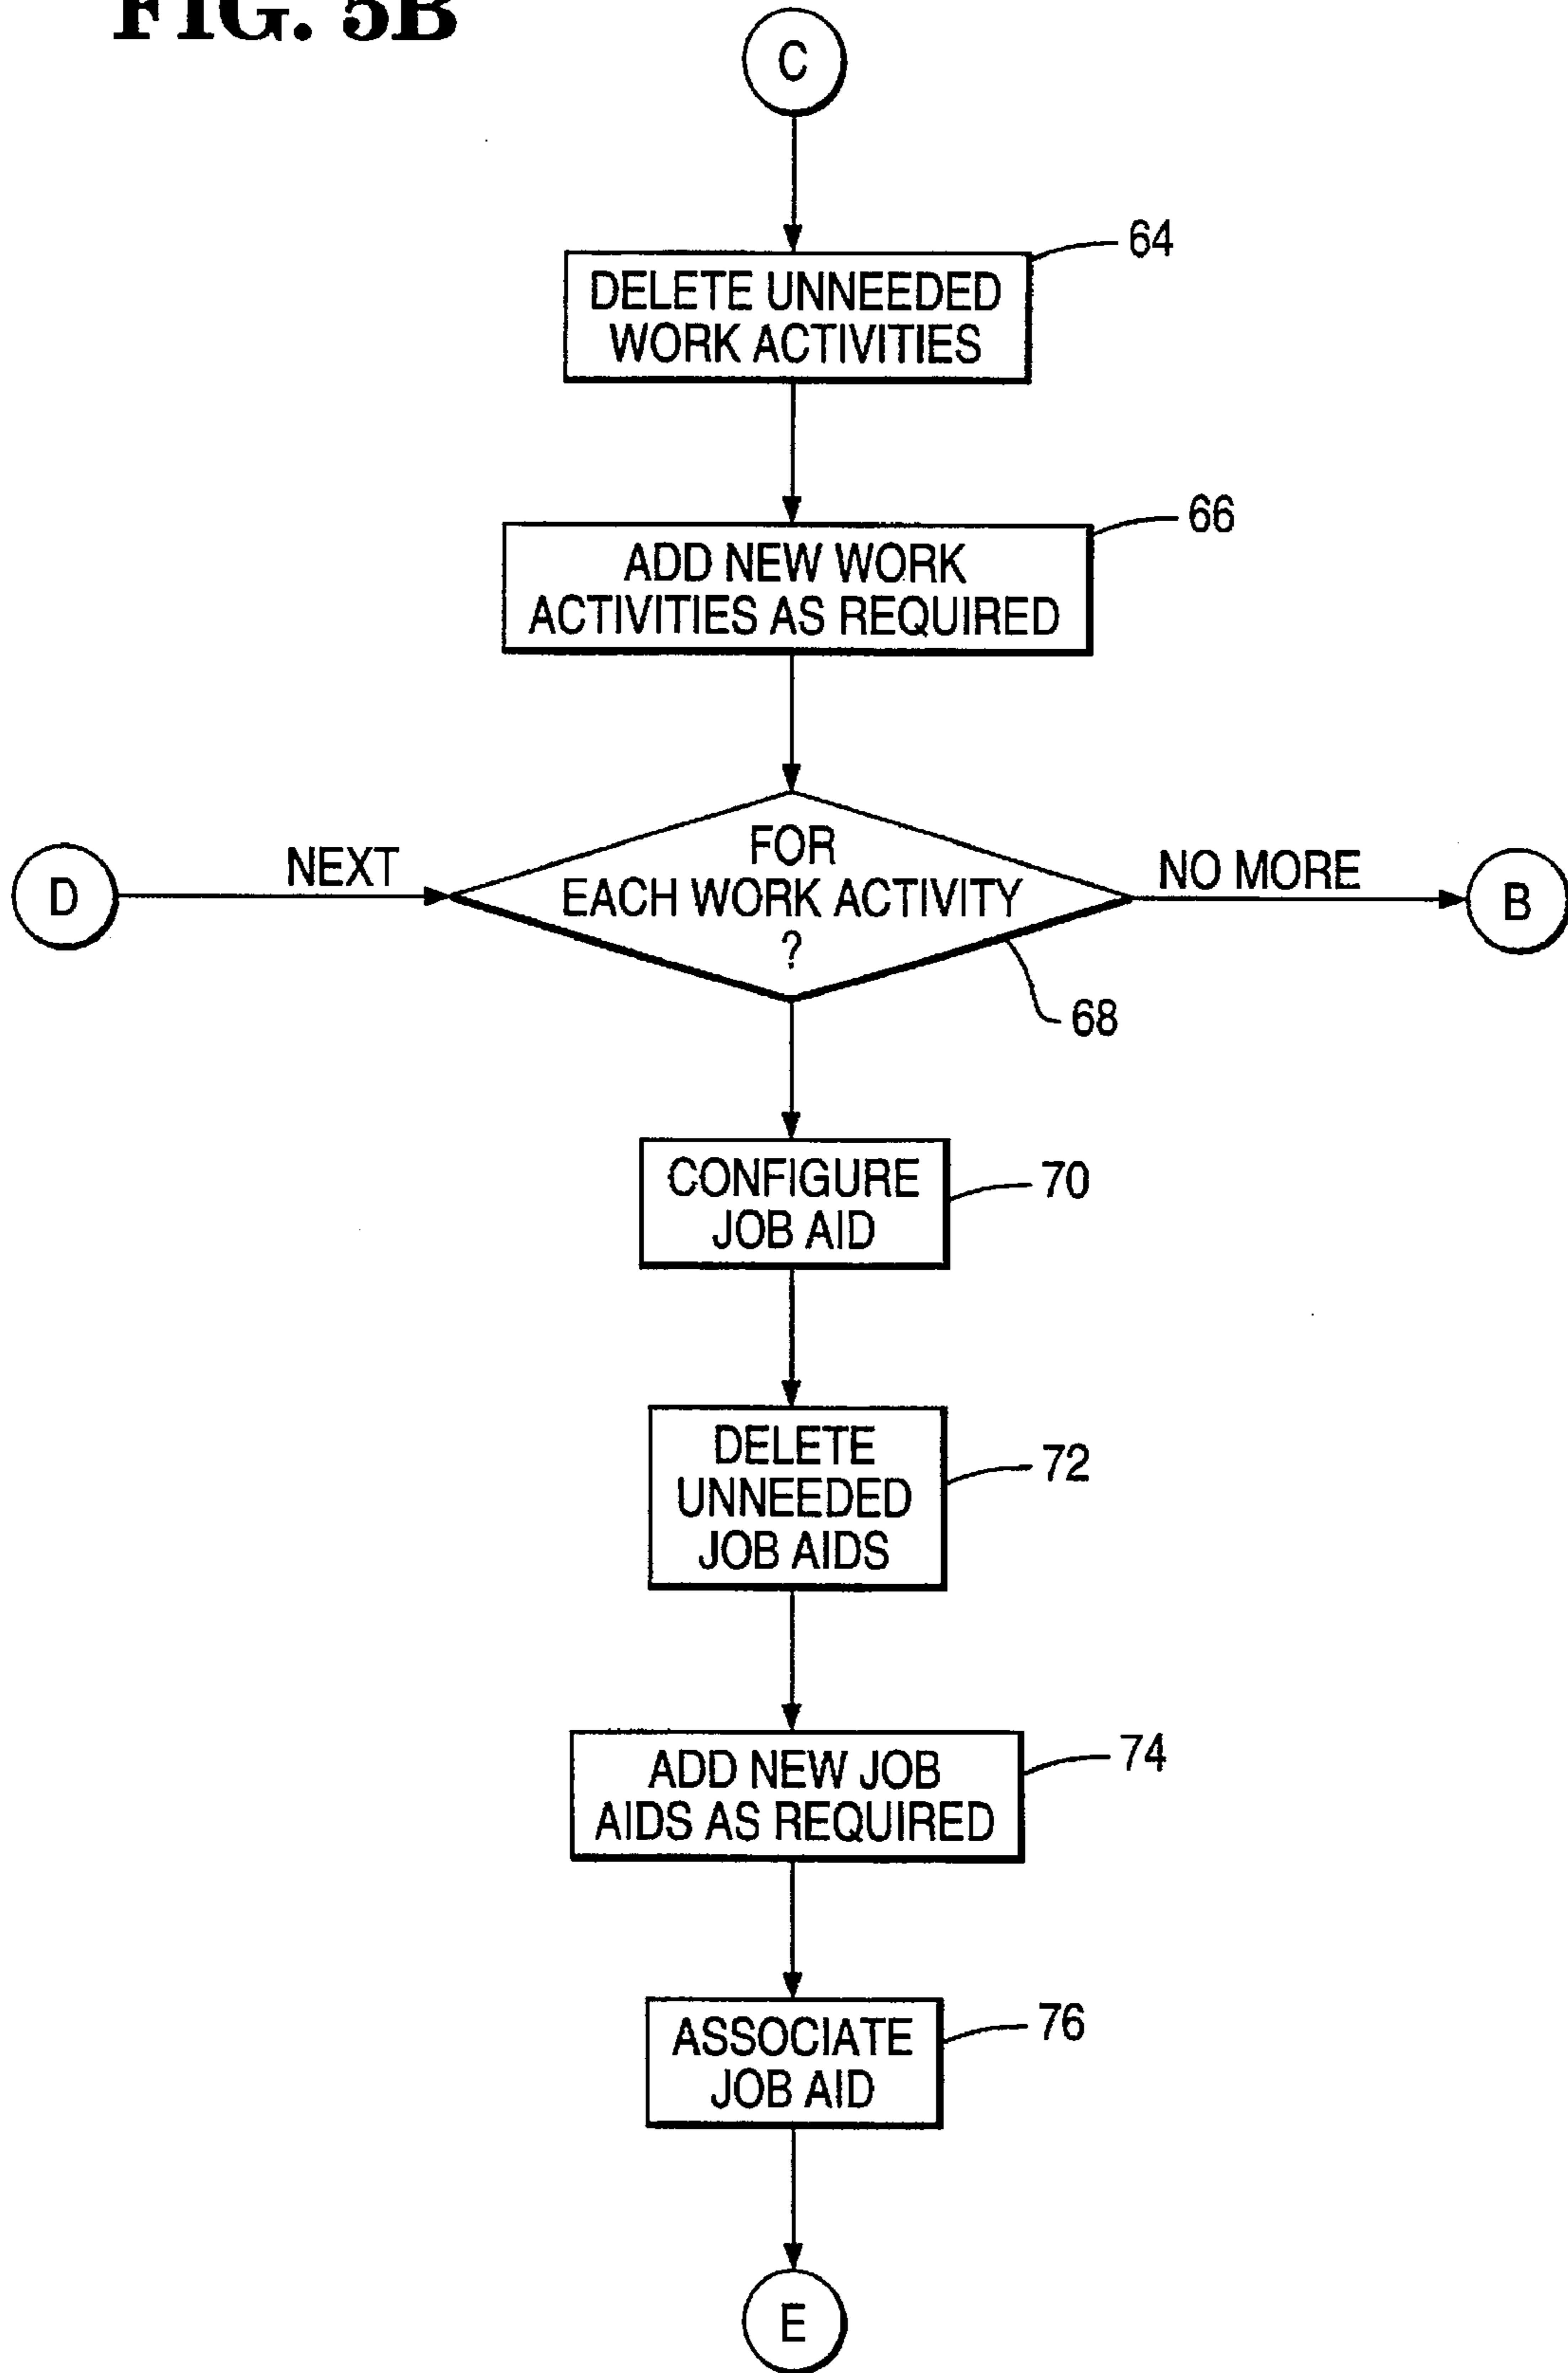 FIG. 5B
C
64
DELETE UNNEEDED
WORK ACTIVITIES
66
ADD NEW WORK
ACTIVITIES AS REQUIRED
D
NEXT
FOR
EACH WORK ACTIVITY
?
NO MORE
B
68
CONFIGURE
JOB AID
70
DELETE
UNNEEDED
JOB AIDS
72
ADD NEW JOB
AIDS AS REQUIRED
74
ASSOCIATE
JOB AID
76
E